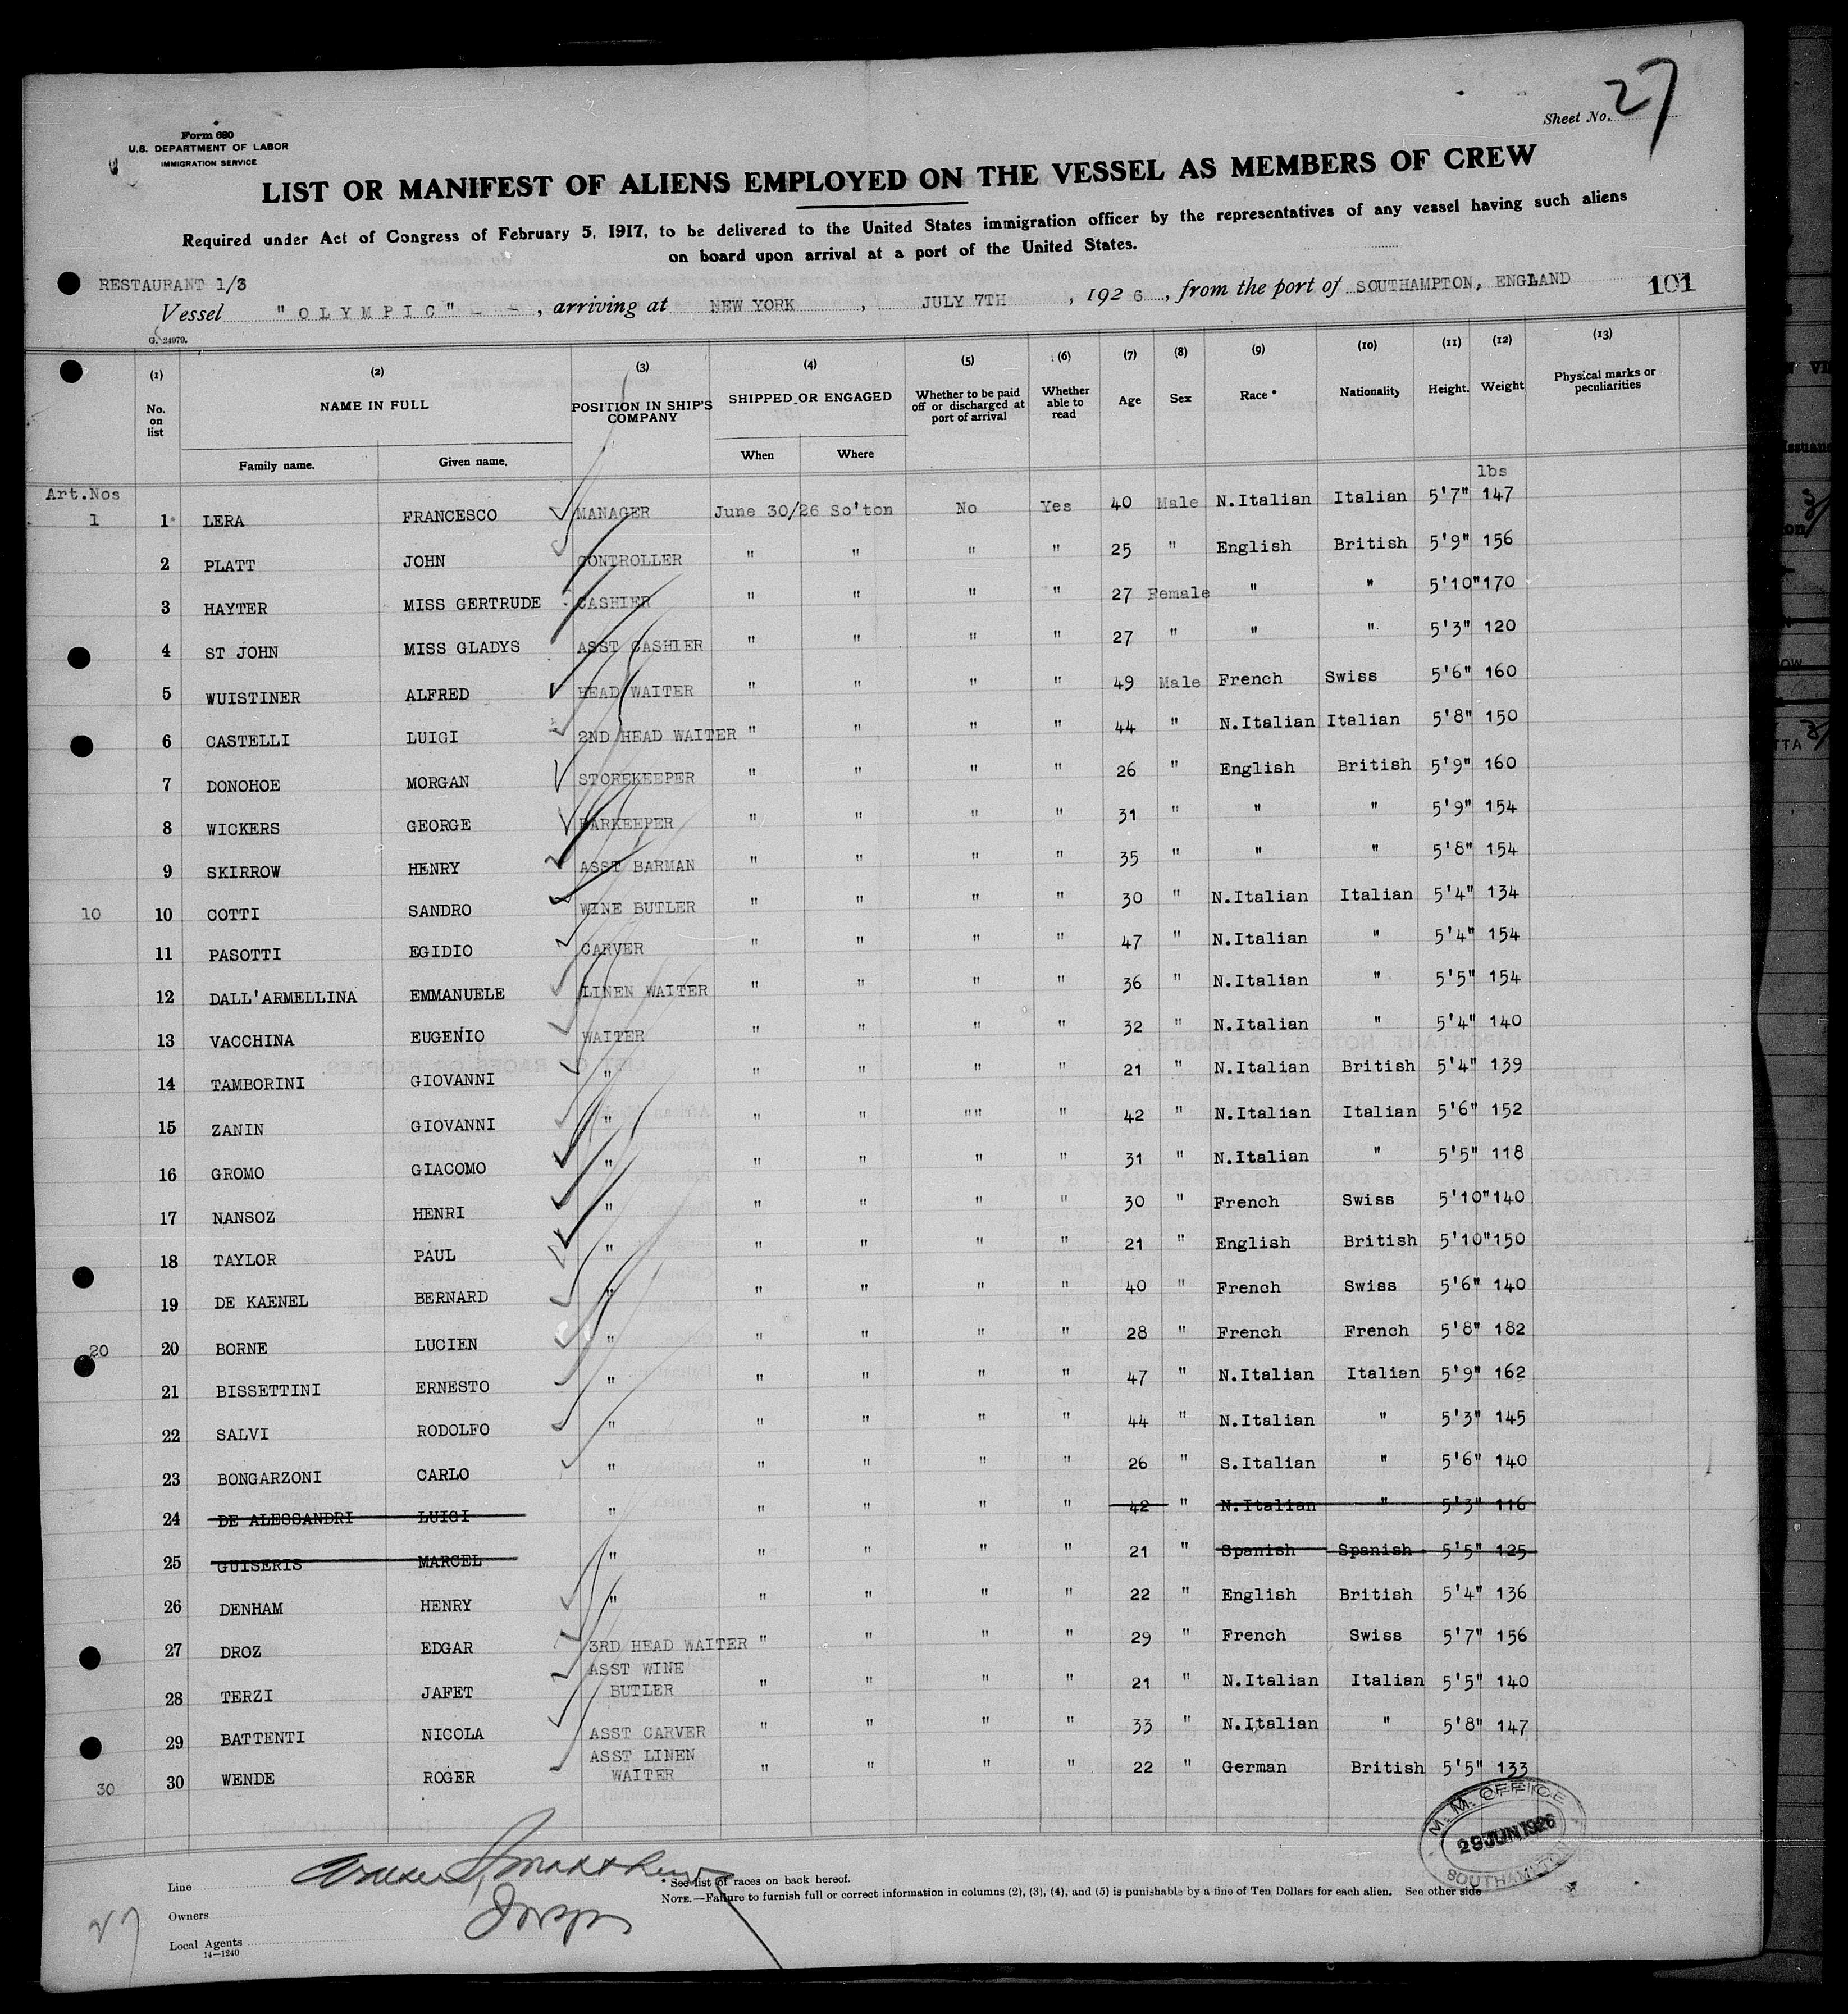 Sheet No. 27
Form 680
U.S. DEPARTMENT OF LABOR
IMMIGRATION SERVICE
LIST OR MANIFEST OF ALIENS EMPLOYED ON THE VESSEL AS MEMBERS OF CREW
Required under Act of Congress of February 5, 1917, to be delivered to the United States immigration officer by the representatives of any vessel having such aliens
on board upon arrival at a port of the United States.
RESTAURANT 1/3
Vessel "OLYMPIC", arriving at NEW YORK, JULY 7TH, 1926, from the port of SOUTHAMPTON, ENGLAND 101
G. 24979.
(1) (2) (3) (4) (5) (6) (7) (8) (9) (10) (11) (12) (13)
No. on list NAME IN FULL POSITION IN SHIP'S COMPANY SHIPPED OR ENGAGED Whether to be paid off or discharged at port of arrival Whether able to read Age Sex Race * Nationality Height. Weight Physical marks or peculiarities
Family name. Given name. When Where
Art.Nos lbs
1 1 LERA FRANCESCO MANAGER June 30/26 So'ton No Yes 40 Male N.Italian Italian 5'7" 147
2 PLATT JOHN CONTROLLER " " " " 25 " English British 5'9" 156
3 HAYTER MISS GERTRUDE CASHIER " " " " 27 Female " " 5'10" 170
4 ST JOHN MISS GLADYS ASST CASHIER " " " " 27 " " " 5'3" 120
5 WUISTINER ALFRED HEAD WAITER " " " " 49 Male French Swiss 5'6" 160
6 CASTELLI LUIGI 2ND HEAD WAITER " " " " 44 " N.Italian Italian 5'8" 150
7 DONOHOE MORGAN STOREKEEPER " " " " 26 " English British 5'9" 160
8 WICKERS GEORGE BARKEEPER " " " " 31 " " " 5'9" 154
9 SKIRROW HENRY ASST BARMAN " " " " 35 " " " 5'8" 154
10 10 COTTI SANDRO WINE BUTLER " " " " 30 " N.Italian Italian 5'4" 134
11 PASOTTI EGIDIO CARVER " " " " 47 " N.Italian " 5'4" 154
12 DALL'ARMELLINA EMMANUELE LINEN WAITER " " " " 36 " N.Italian " 5'5" 154
13 VACCHINA EUGENIO WAITER " " " " 32 " N.Italian " 5'4" 140
14 TAMBORINI GIOVANNI " " " " " 21 " N.Italian British 5'4" 139
15 ZANIN GIOVANNI " " " "" " 42 " N.Italian Italian 5'6" 152
16 GROMO GIACOMO " " " " " 31 " N.Italian " 5'5" 118
17 NANSOZ HENRI " " " " " 30 " French Swiss 5'10" 140
18 TAYLOR PAUL " " " " " 21 " English British 5'10" 150
19 DE KAENEL BERNARD " " " " " 40 " French Swiss 5'6" 140
20 20 BORNE LUCIEN " " " " " 28 " French French 5'8" 182
21 BISSETTINI ERNESTO " " " " " 47 " N.Italian Italian 5'9" 162
22 SALVI RODOLFO " " " " " 44 " N.Italian " 5'3" 145
23 BONGARZONI CARLO " " " " " 26 " S.Italian " 5'6" 140
24 DE ALESSANDRI LUIGI " " " " " 42 " N.Italian " 5'3" 116
25 GUISERIS MARCEL " " " " " 21 " Spanish Spanish 5'5" 125
26 DENHAM HENRY " " " " " 22 " English British 5'4" 136
27 DROZ EDGAR 3RD HEAD WAITER " " " " 29 " French Swiss 5'7" 156
28 TERZI JAFET ASST WINE BUTLER " " " " 21 " N.Italian Italian 5'5" 140
29 BATTENTI NICOLA ASST CARVER " " " " 33 " N.Italian " 5'8" 147
30 30 WENDE ROGER ASST LINEN WAITER " " " " 22 " German British 5'5" 133
M.M. OFFICE
29 JUN 1926
SOUTHAMPTON
Line
* See list of races on back hereof.
NOTE.—Failure to furnish full or correct information in columns (2), (3), (4), and (5) is punishable by a fine of Ten Dollars for each alien. See other side
Owners
Local Agents
14—1240
27